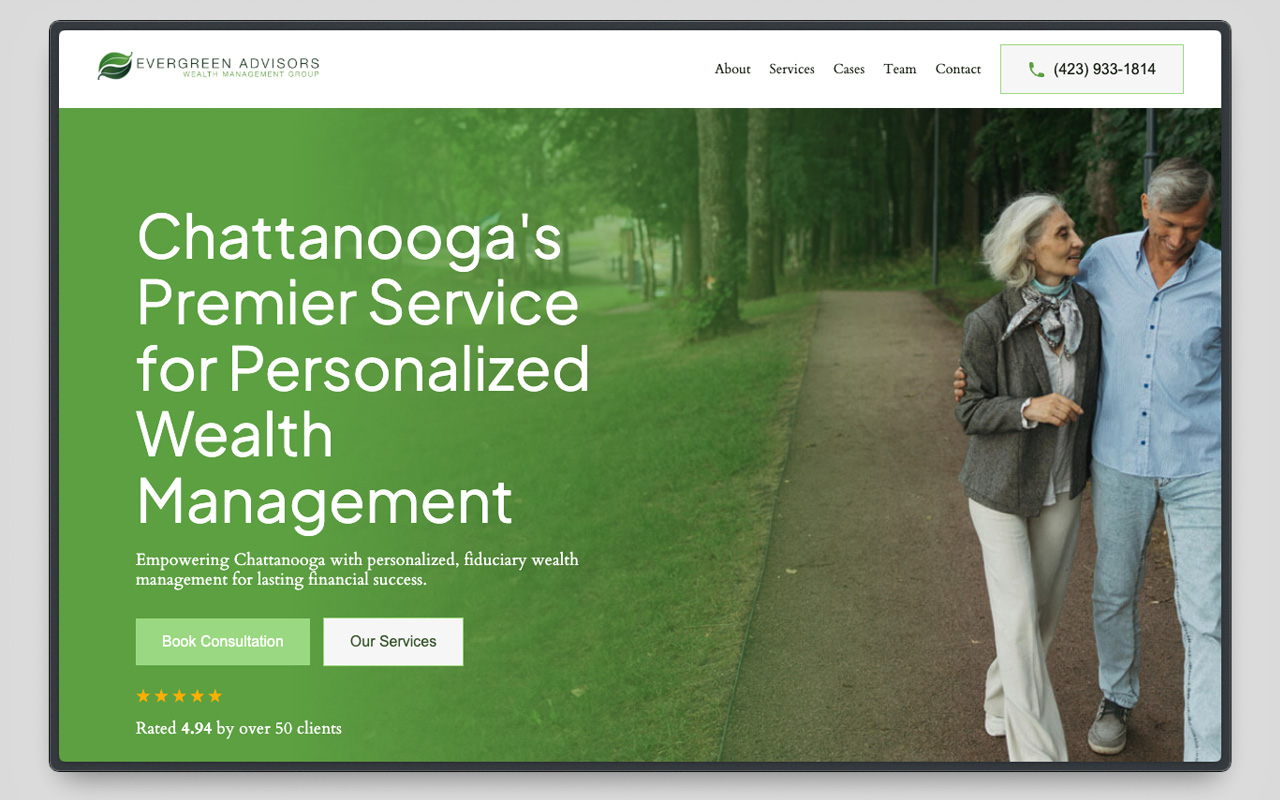 EVERGREEN ADVISORS
WEALTH MANAGEMENT GROUP
About Services Cases Team Contact (423) 933-1814
Chattanooga's
Premier Service
for Personalized
Wealth
Management
Empowering Chattanooga with personalized, fiduciary wealth
management for lasting financial success.
Book Consultation Our Services
Rated 4.94 by over 50 clients